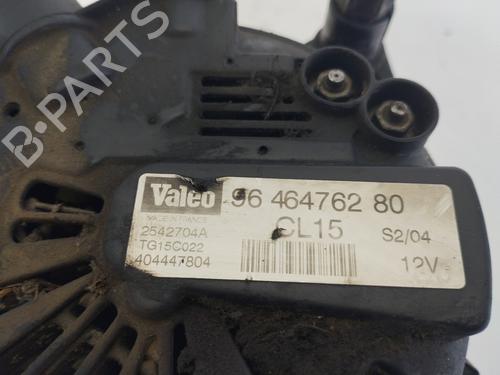 B-PARTS
Valeo 96 464762 80
MADE IN FRANCE
CL15
2542704A
S2/04
TG15C022
404447804
12V